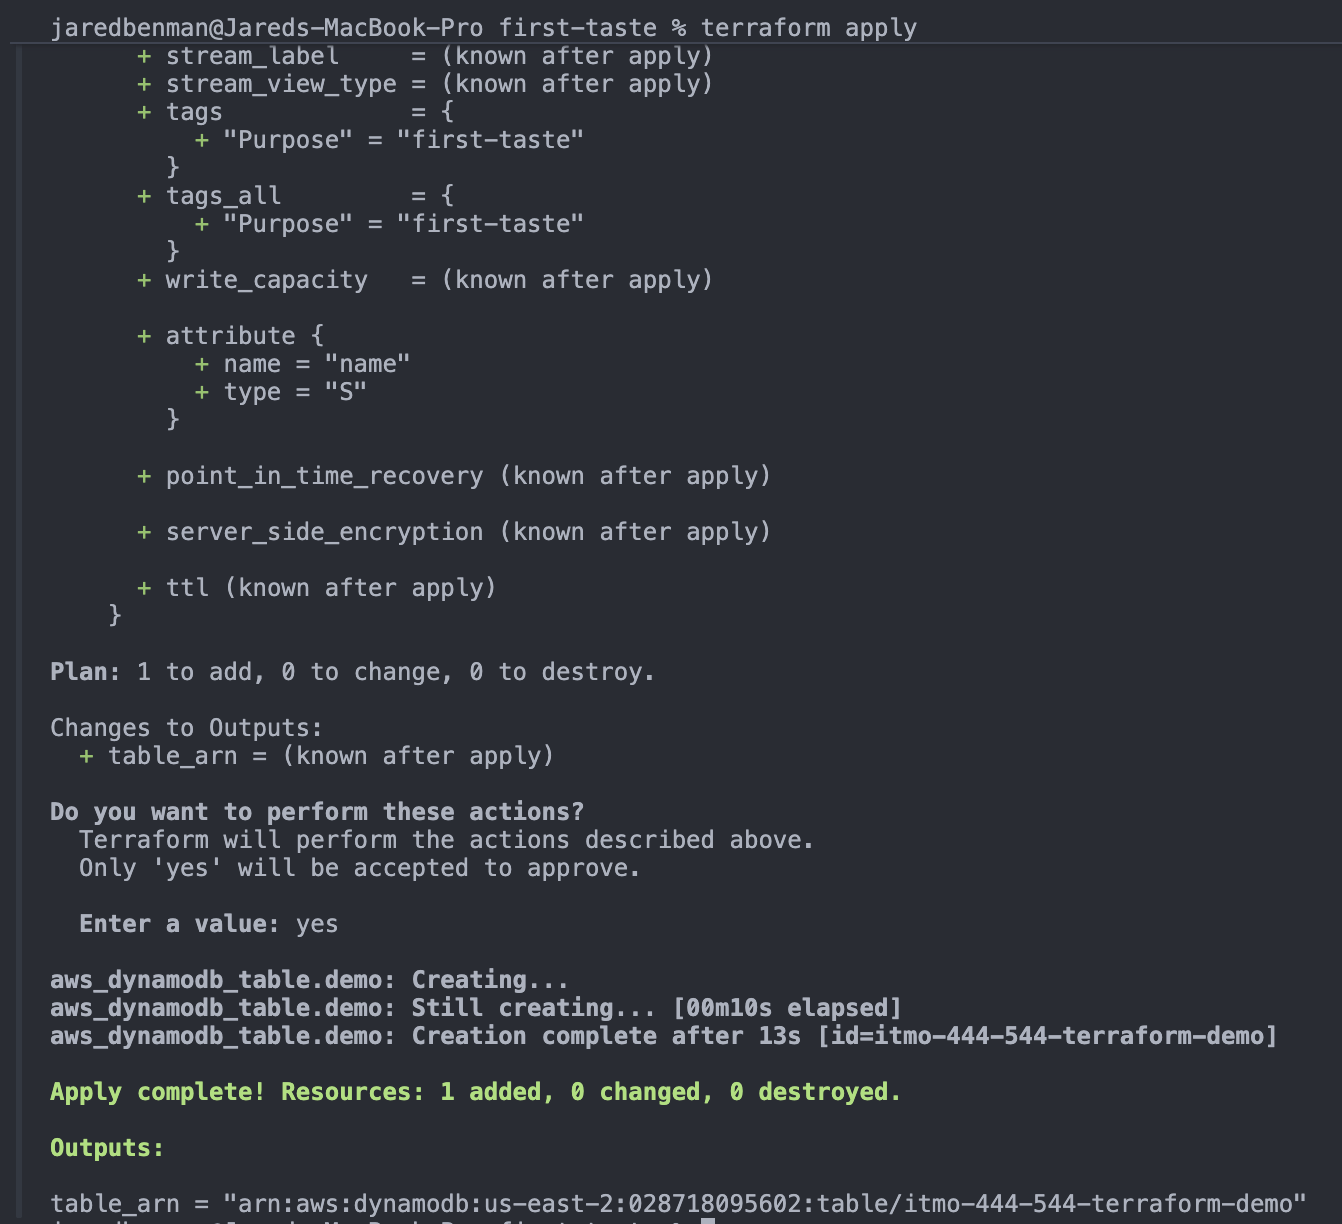 jaredbenman@Jareds-MacBook-Pro first-taste % terraform apply
+ stream_label     = (known after apply)
+ stream_view_type = (known after apply)
+ tags             = {
+ "Purpose" = "first-taste"
}
+ tags_all         = {
+ "Purpose" = "first-taste"
}
+ write_capacity   = (known after apply)
+ attribute {
+ name = "name"
+ type = "S"
}
+ point_in_time_recovery (known after apply)
+ server_side_encryption (known after apply)
+ ttl (known after apply)
}
Plan: 1 to add, 0 to change, 0 to destroy.
Changes to Outputs:
+ table_arn = (known after apply)
Do you want to perform these actions?
Terraform will perform the actions described above.
Only 'yes' will be accepted to approve.
Enter a value: yes
aws_dynamodb_table.demo: Creating...
aws_dynamodb_table.demo: Still creating... [00m10s elapsed]
aws_dynamodb_table.demo: Creation complete after 13s [id=itmo-444-544-terraform-demo]
Apply complete! Resources: 1 added, 0 changed, 0 destroyed.
Outputs:
table_arn = "arn:aws:dynamodb:us-east-2:028718095602:table/itmo-444-544-terraform-demo"